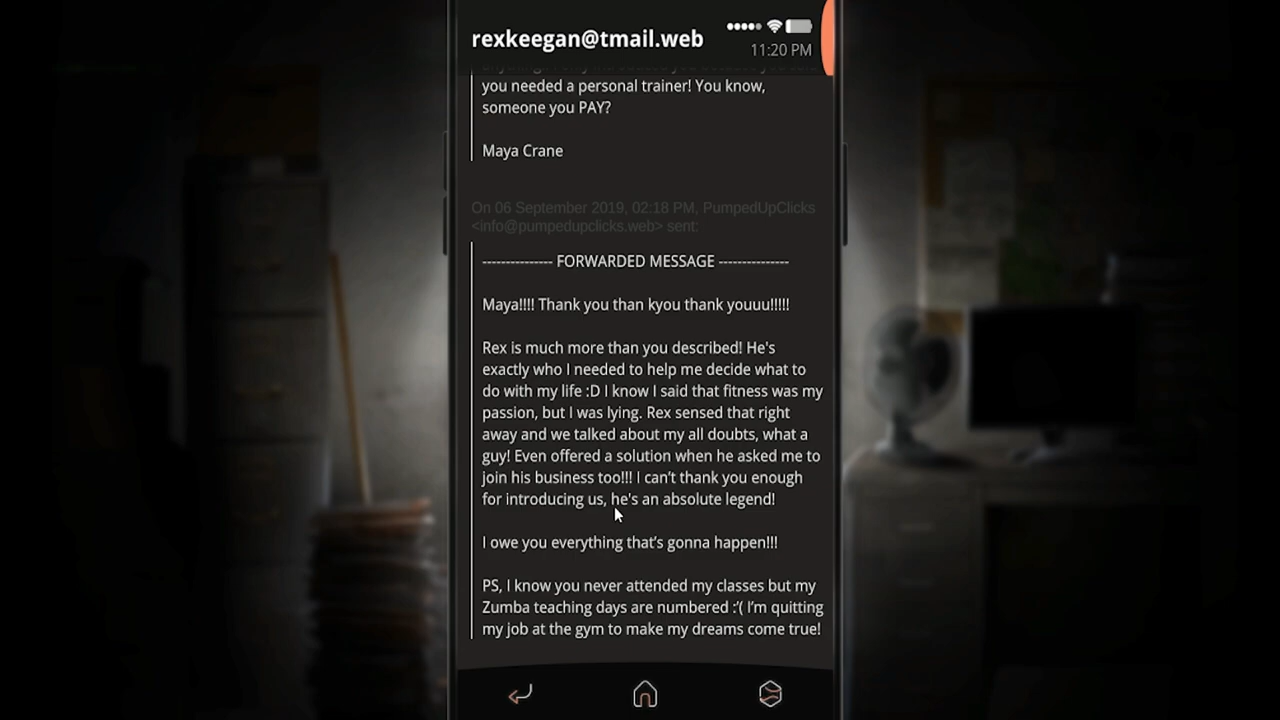 rexkeegan@tmail.web
11:20 PM
you needed a personal trainer! You know,
someone you PAY?
Maya Crane
On 06 September 2019, 02:18 PM, PumpedUpClicks
<info@pumpedupclicks.web> sent:
--------------- FORWARDED MESSAGE ---------------
Maya!!!! Thank you than kyou thank youuu!!!!!
Rex is much more than you described! He's
exactly who I needed to help me decide what to
do with my life :D I know I said that fitness was my
passion, but I was lying. Rex sensed that right
away and we talked about my all doubts, what a
guy! Even offered a solution when he asked me to
join his business too!!! I can't thank you enough
for introducing us, he's an absolute legend!
I owe you everything that's gonna happen!!!
PS, I know you never attended my classes but my
Zumba teaching days are numbered :'( I'm quitting
my job at the gym to make my dreams come true!